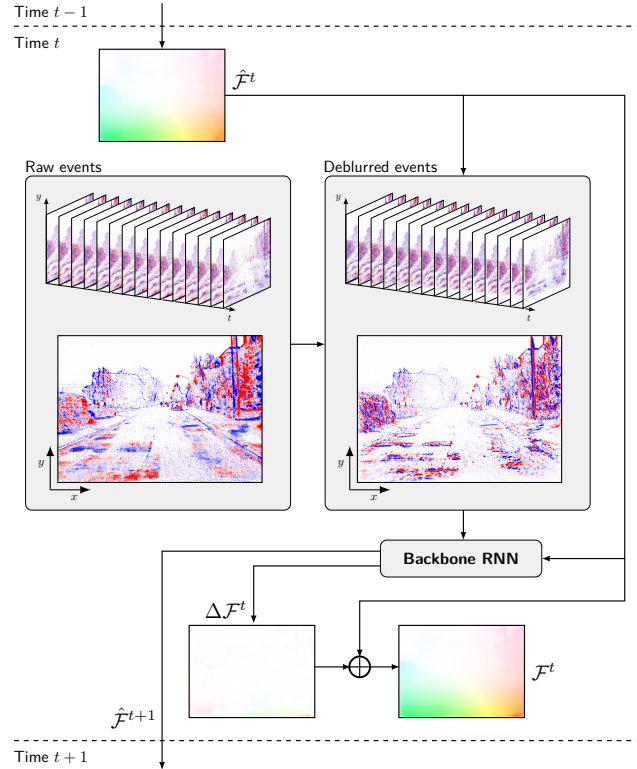 Time t − 1
Time t
ℱ̂ᵗ
Raw events
Deblurred events
y
t
y
t
y
x
y
x
Backbone RNN
Δℱᵗ
ℱᵗ
ℱ̂ᵗ⁺¹
Time t + 1